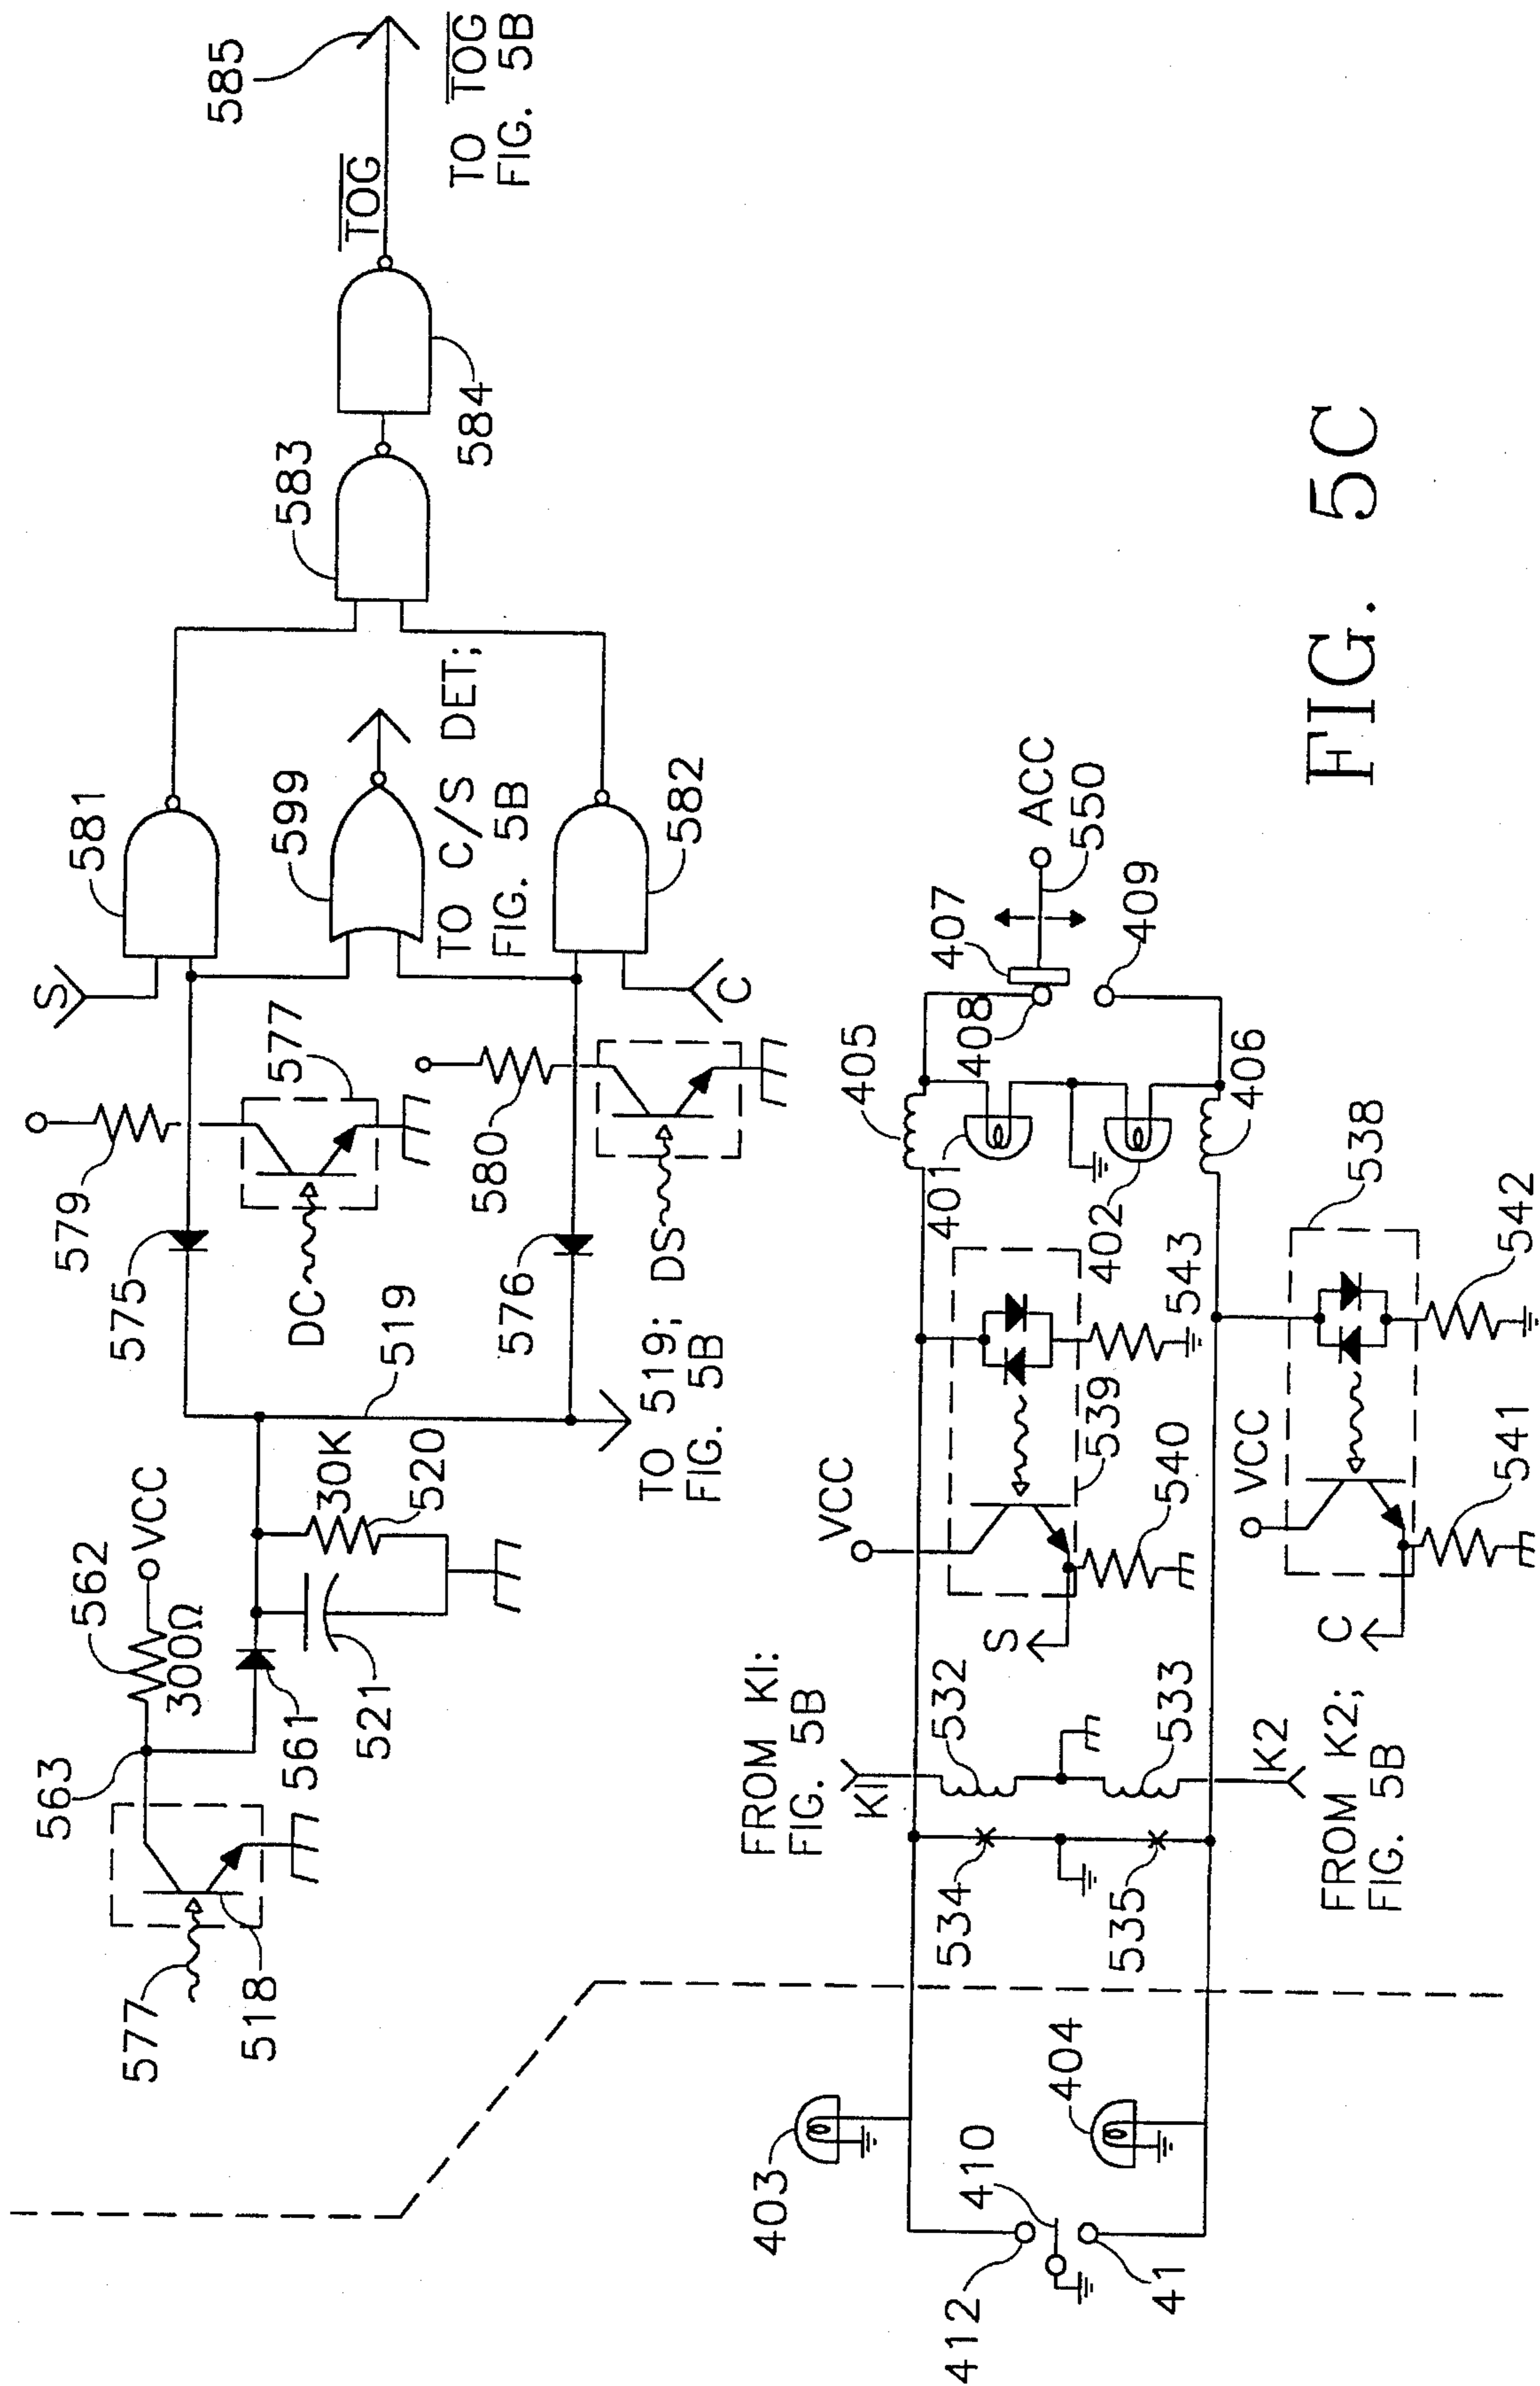 585
TOG
TO TOG
FIG. 5B
583
584
581
S
599
TO C/S DET;
FIG. 5B
582
C
579
577
575
DC
580
DS
576
519
TO 519;
FIG. 5B
562
VCC
300Ω
563
561
30K
520
521
577
518
ACC
550
407
408
409
405
401
402
406
543
538
542
VCC
539
540
S
VCC
541
C
FROM K1:
FIG. 5B
K1
532
533
K2
FROM K2;
FIG. 5B
534
535
403
404
410
412
41
FIG. 5C